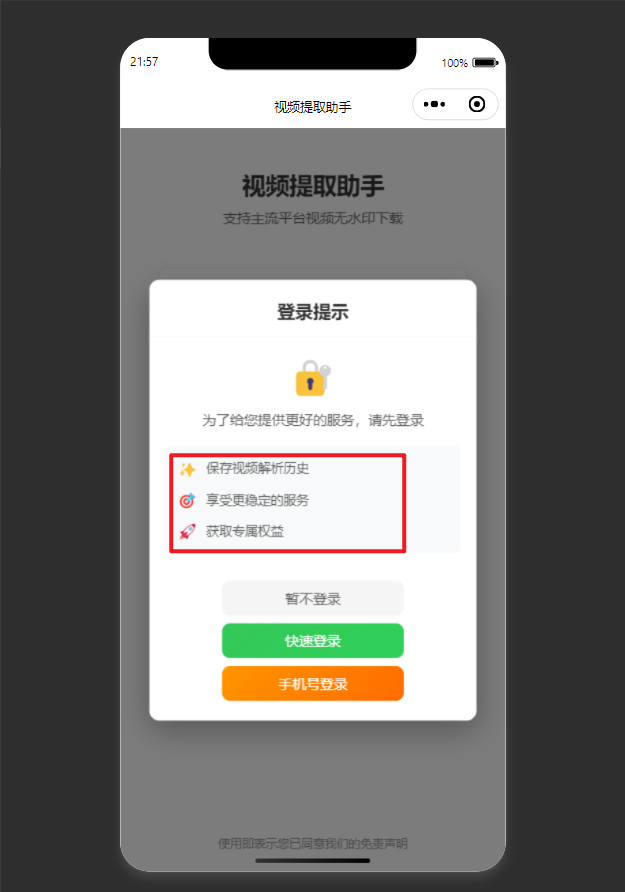 21:57
100%
视频提取助手
视频提取助手
支持主流平台视频无水印下载
登录提示
为了给您提供更好的服务，请先登录
保存视频解析历史
享受更稳定的服务
获取专属权益
暂不登录
快速登录
手机号登录
使用即表示您已同意我们的免责声明